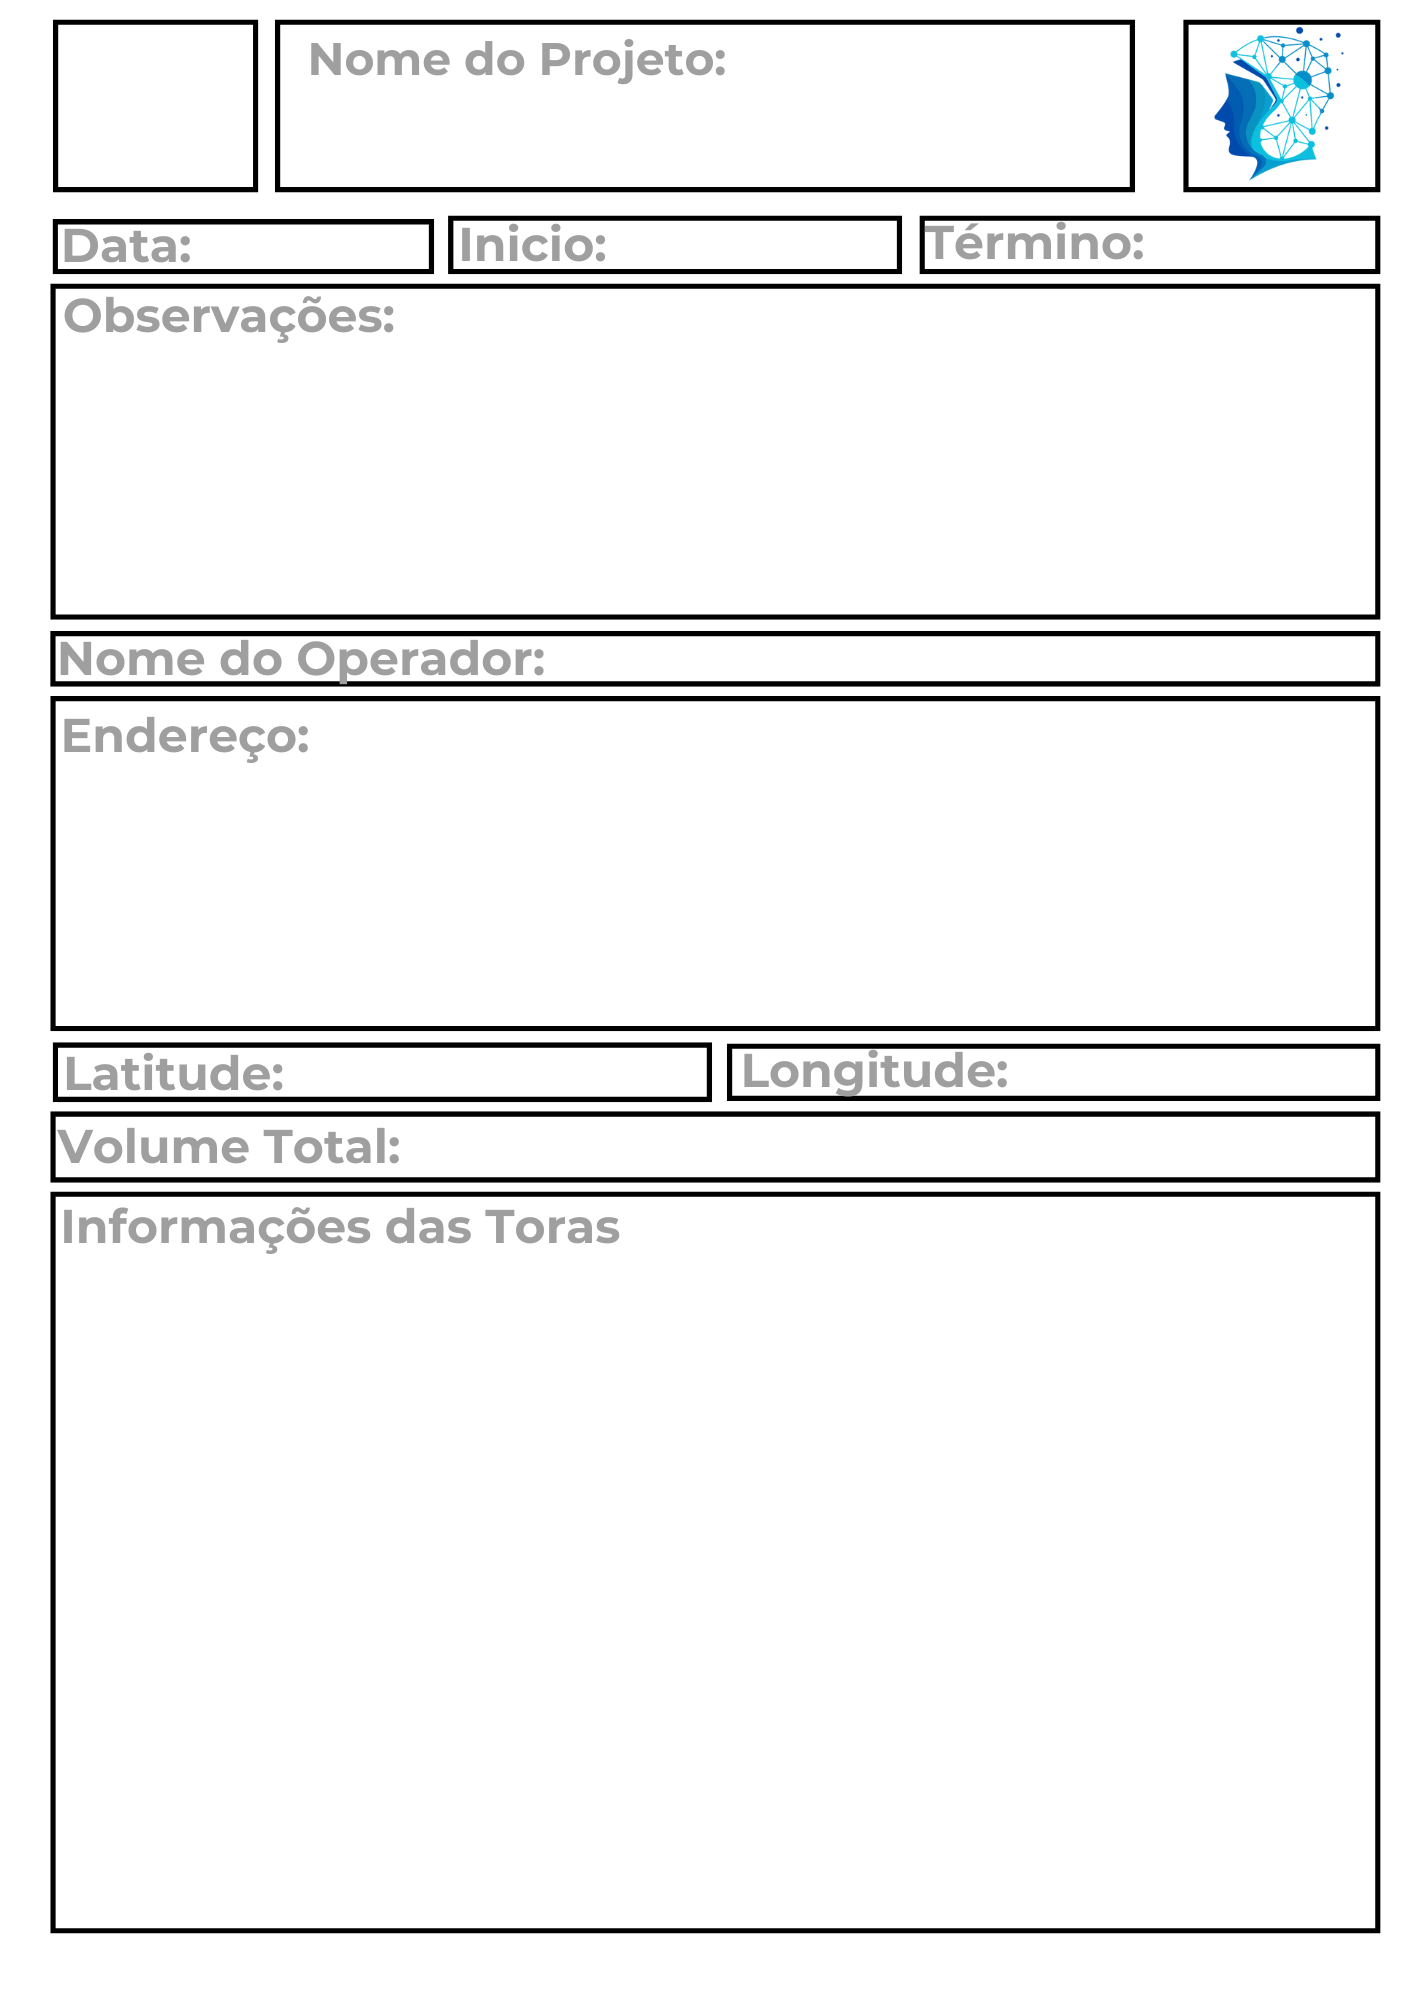 Nome do Projeto:
Data:
Inicio:
Término:
Observações:
Nome do Operador:
Endereço:
Latitude:
Longitude:
Volume Total:
Informações das Toras